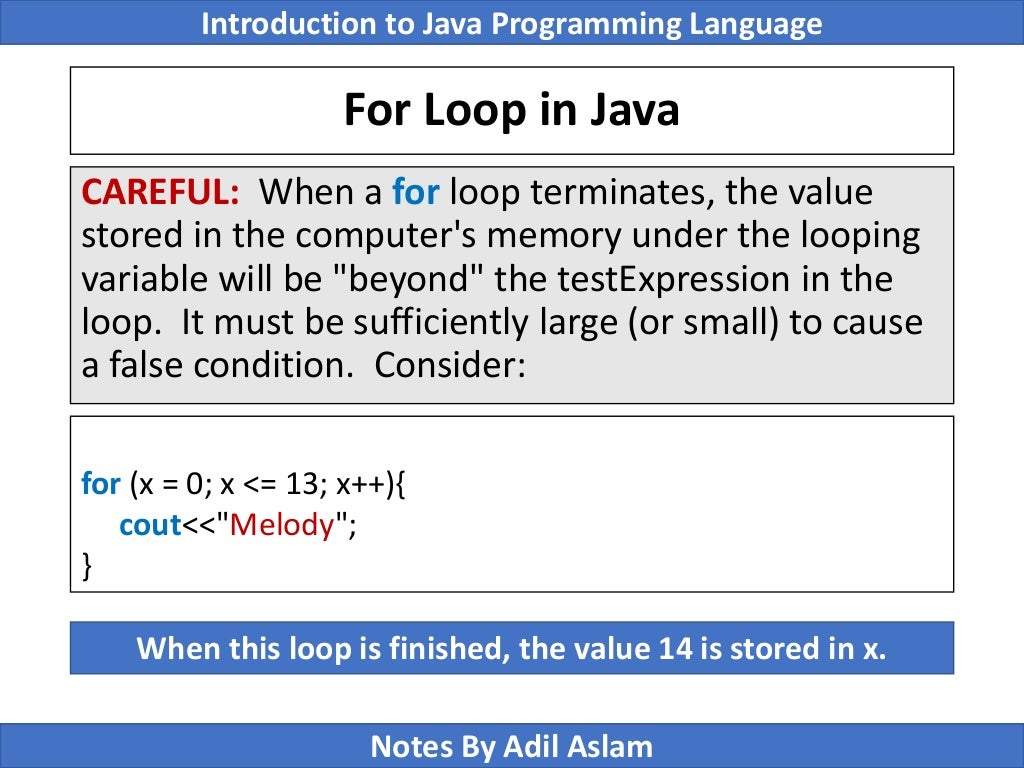 Introduction to Java Programming Language
For Loop in Java
CAREFUL:  When a for loop terminates, the value
stored in the computer's memory under the looping
variable will be "beyond" the testExpression in the
loop.  It must be sufficiently large (or small) to cause
a false condition.  Consider:
for (x = 0; x <= 13; x++){
cout<<"Melody";
}
When this loop is finished, the value 14 is stored in x.
Notes By Adil Aslam